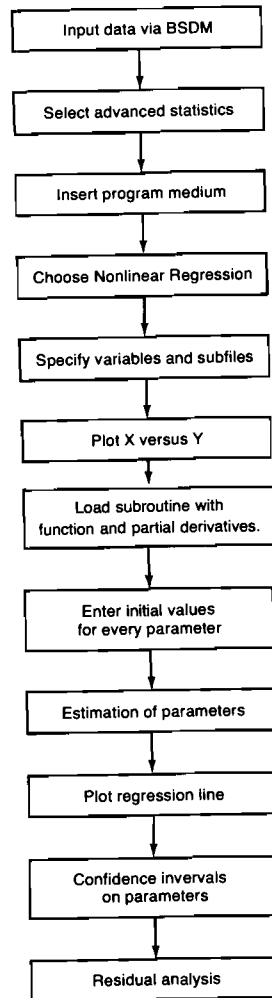 Input data via BSDM
Select advanced statistics
Insert program medium
Choose Nonlinear Regression
Specify variables and subfiles
Plot X versus Y
Load subroutine with
function and partial derivatives.
Enter initial values
for every parameter
Estimation of parameters
Plot regression line
Confidence invervals
on parameters
Residual analysis